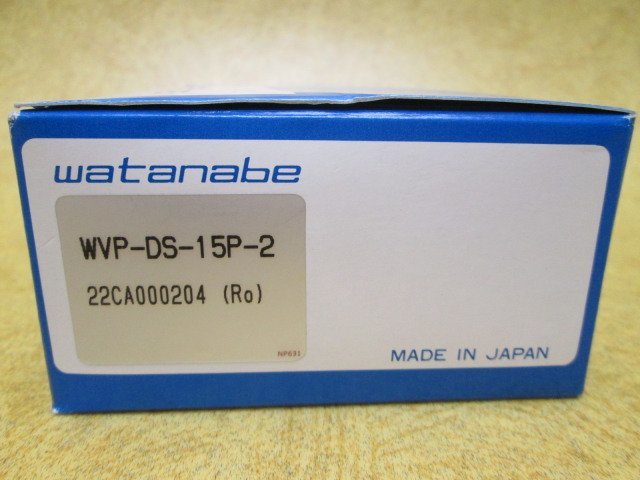 watanabe
WVP-DS-15P-2
22CA000204 (Ro)
NP631
MADE IN JAPAN